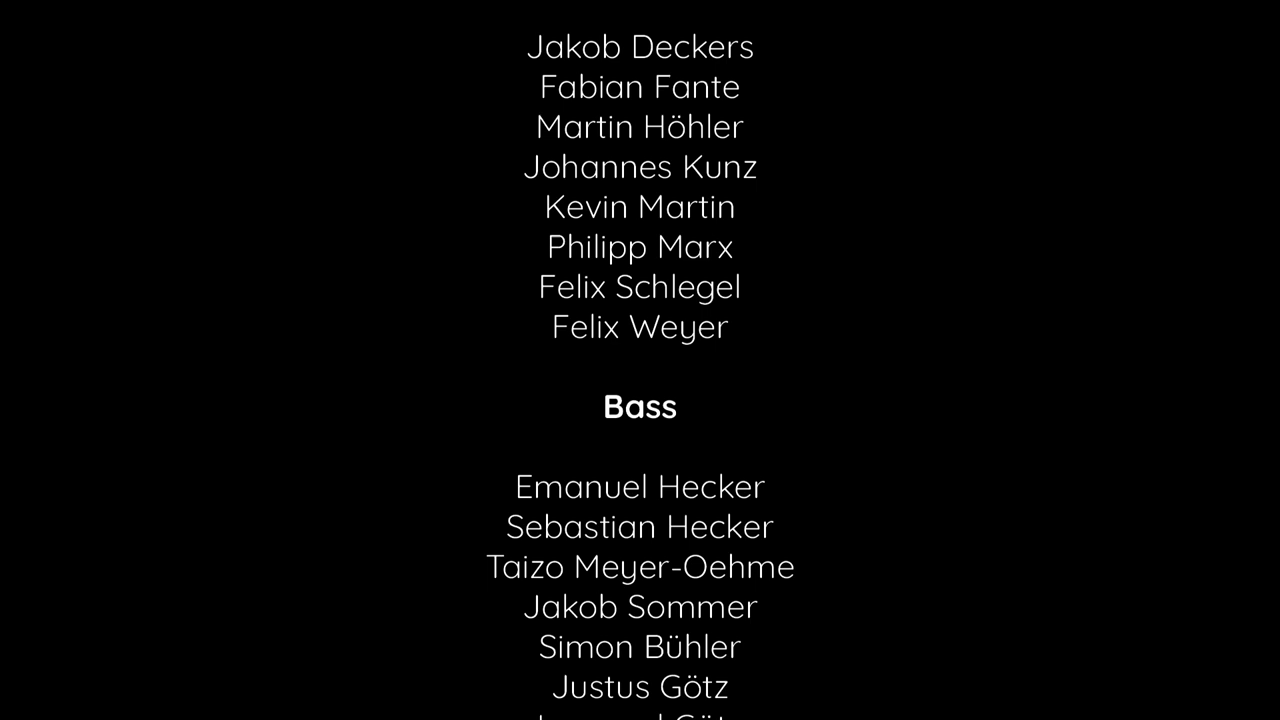 Jakob Deckers
Fabian Fante
Martin Höhler
Johannes Kunz
Kevin Martin
Philipp Marx
Felix Schlegel
Felix Weyer
Bass
Emanuel Hecker
Sebastian Hecker
Taizo Meyer-Oehme
Jakob Sommer
Simon Bühler
Justus Götz